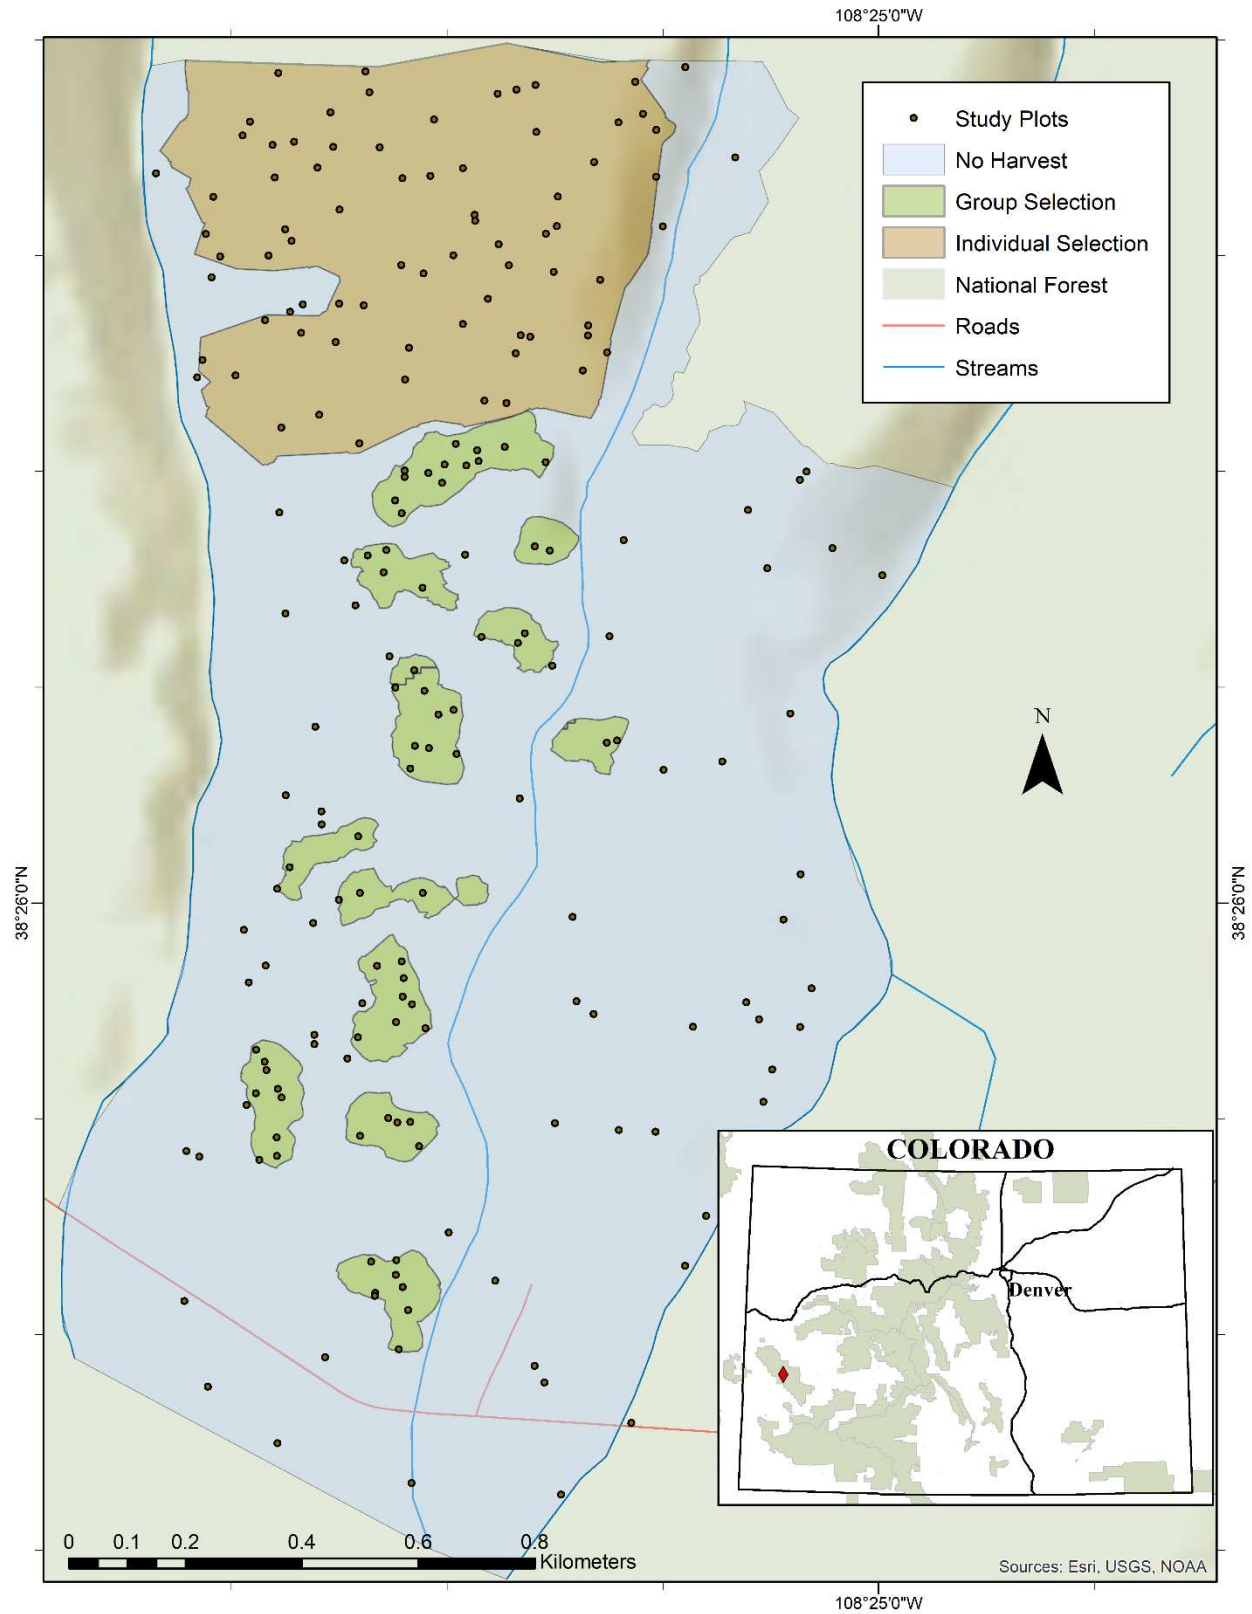 108°25'0"W
Study Plots
No Harvest
Group Selection
Individual Selection
National Forest
Roads
Streams
N
38°26'0"N
38°26'0"N
COLORADO
Denver
0 0.1 0.2 0.4 0.6 0.8
Kilometers
Sources: Esri, USGS, NOAA
108°25'0"W